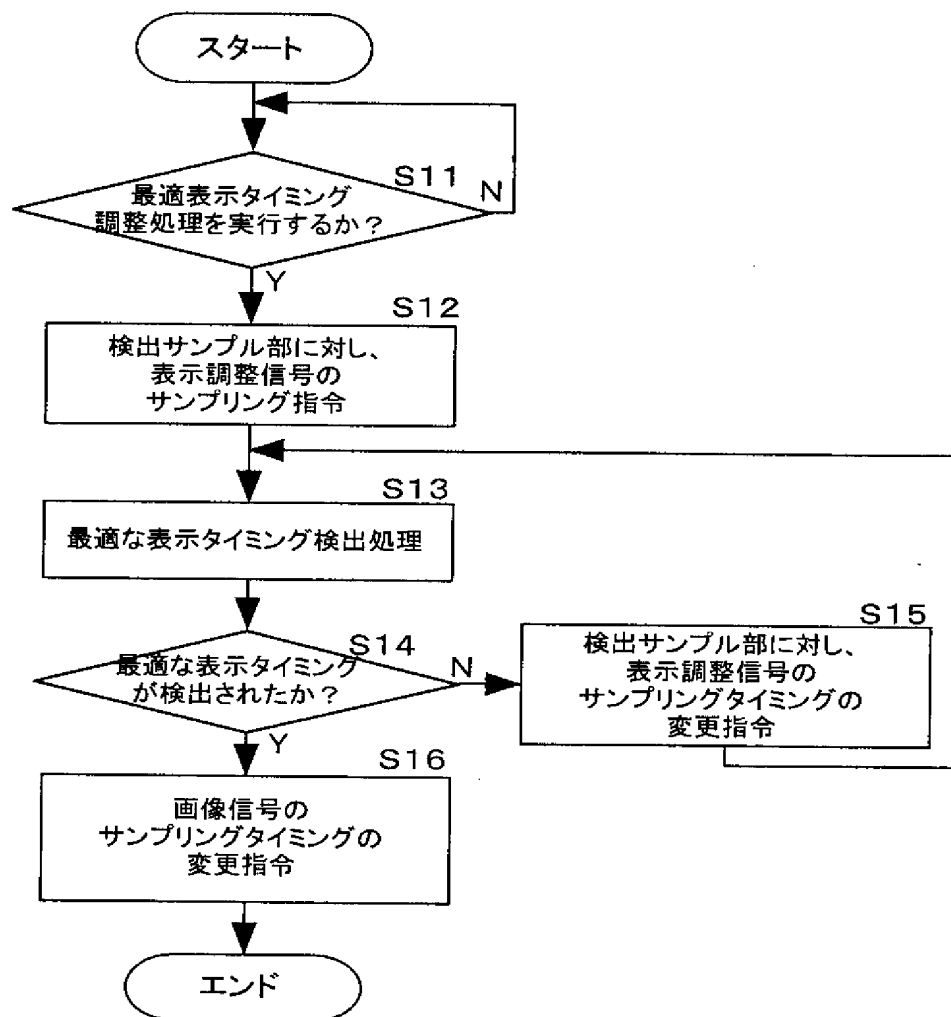 スタート
S11
最適表示タイミング
調整処理を実行するか?
N
Y
S12
検出サンプル部に対し、
表示調整信号の
サンプリング指令
S13
最適な表示タイミング検出処理
S14
最適な表示タイミング
が検出されたか?
N
Y
S15
検出サンプル部に対し、
表示調整信号の
サンプリングタイミングの
変更指令
S16
画像信号の
サンプリングタイミングの
変更指令
エンド